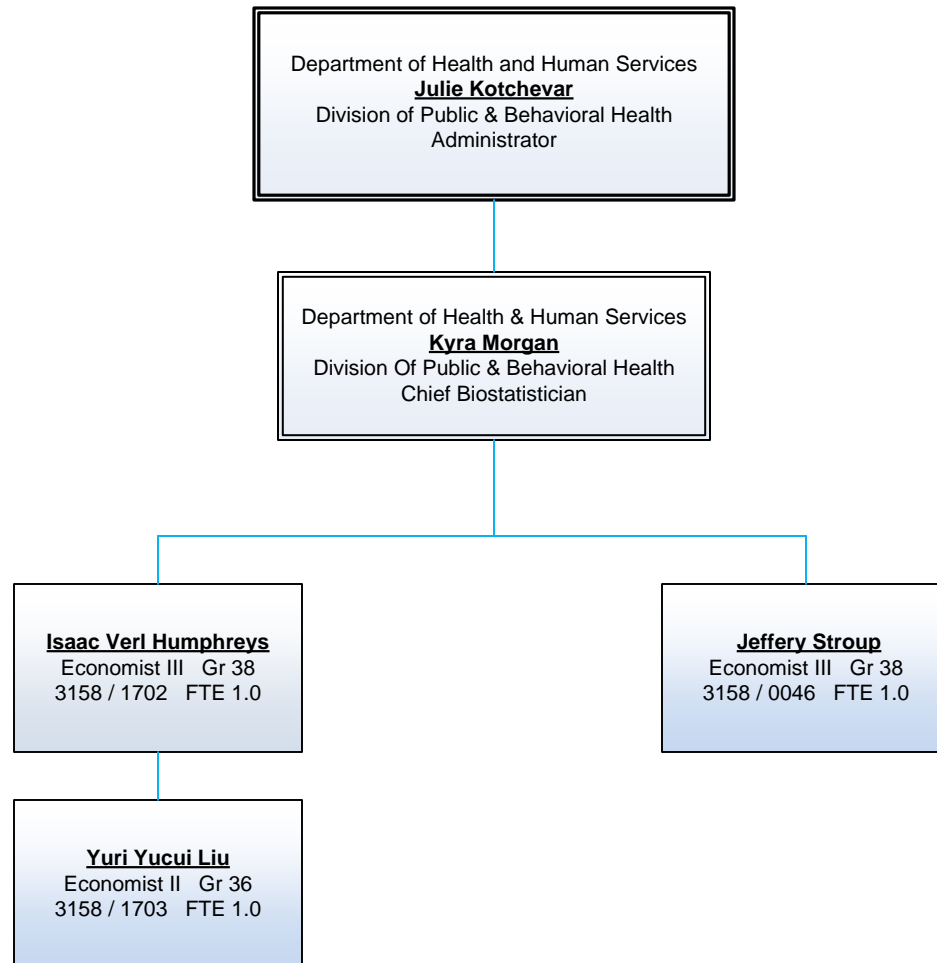 Department of Health and Human Services
Julie Kotchevar
Division of Public & Behavioral Health
Administrator
Department of Health & Human Services
Kyra Morgan
Division Of Public & Behavioral Health
Chief Biostatistician
Isaac Verl Humphreys
Economist III Gr 38
3158 / 1702 FTE 1.0
Jeffery Stroup
Economist III Gr 38
3158 / 0046 FTE 1.0
Yuri Yucui Liu
Economist II Gr 36
3158 / 1703 FTE 1.0